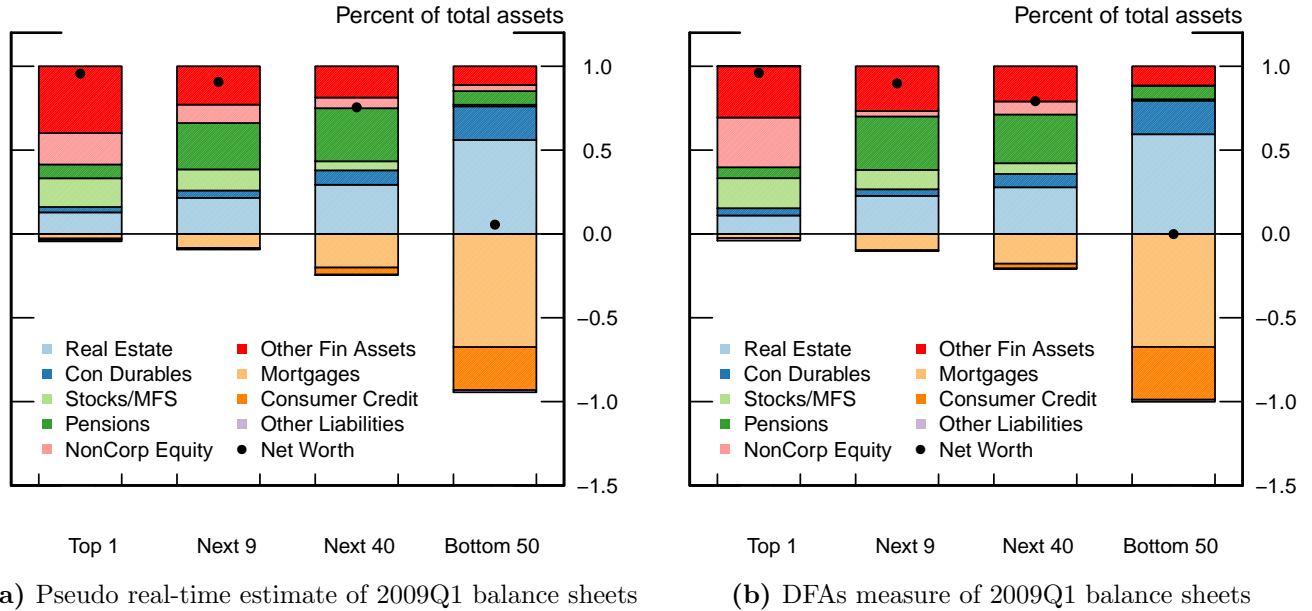 Percent of total assets
1.0
0.5
0.0
−0.5
−1.0
−1.5
Real Estate
Con Durables
Stocks/MFS
Pensions
NonCorp Equity
Other Fin Assets
Mortgages
Consumer Credit
Other Liabilities
Net Worth
Top 1
Next 9
Next 40
Bottom 50
a) Pseudo real-time estimate of 2009Q1 balance sheets
Percent of total assets
1.0
0.5
0.0
−0.5
−1.0
−1.5
Real Estate
Con Durables
Stocks/MFS
Pensions
NonCorp Equity
Other Fin Assets
Mortgages
Consumer Credit
Other Liabilities
Net Worth
Top 1
Next 9
Next 40
Bottom 50
(b) DFAs measure of 2009Q1 balance sheets